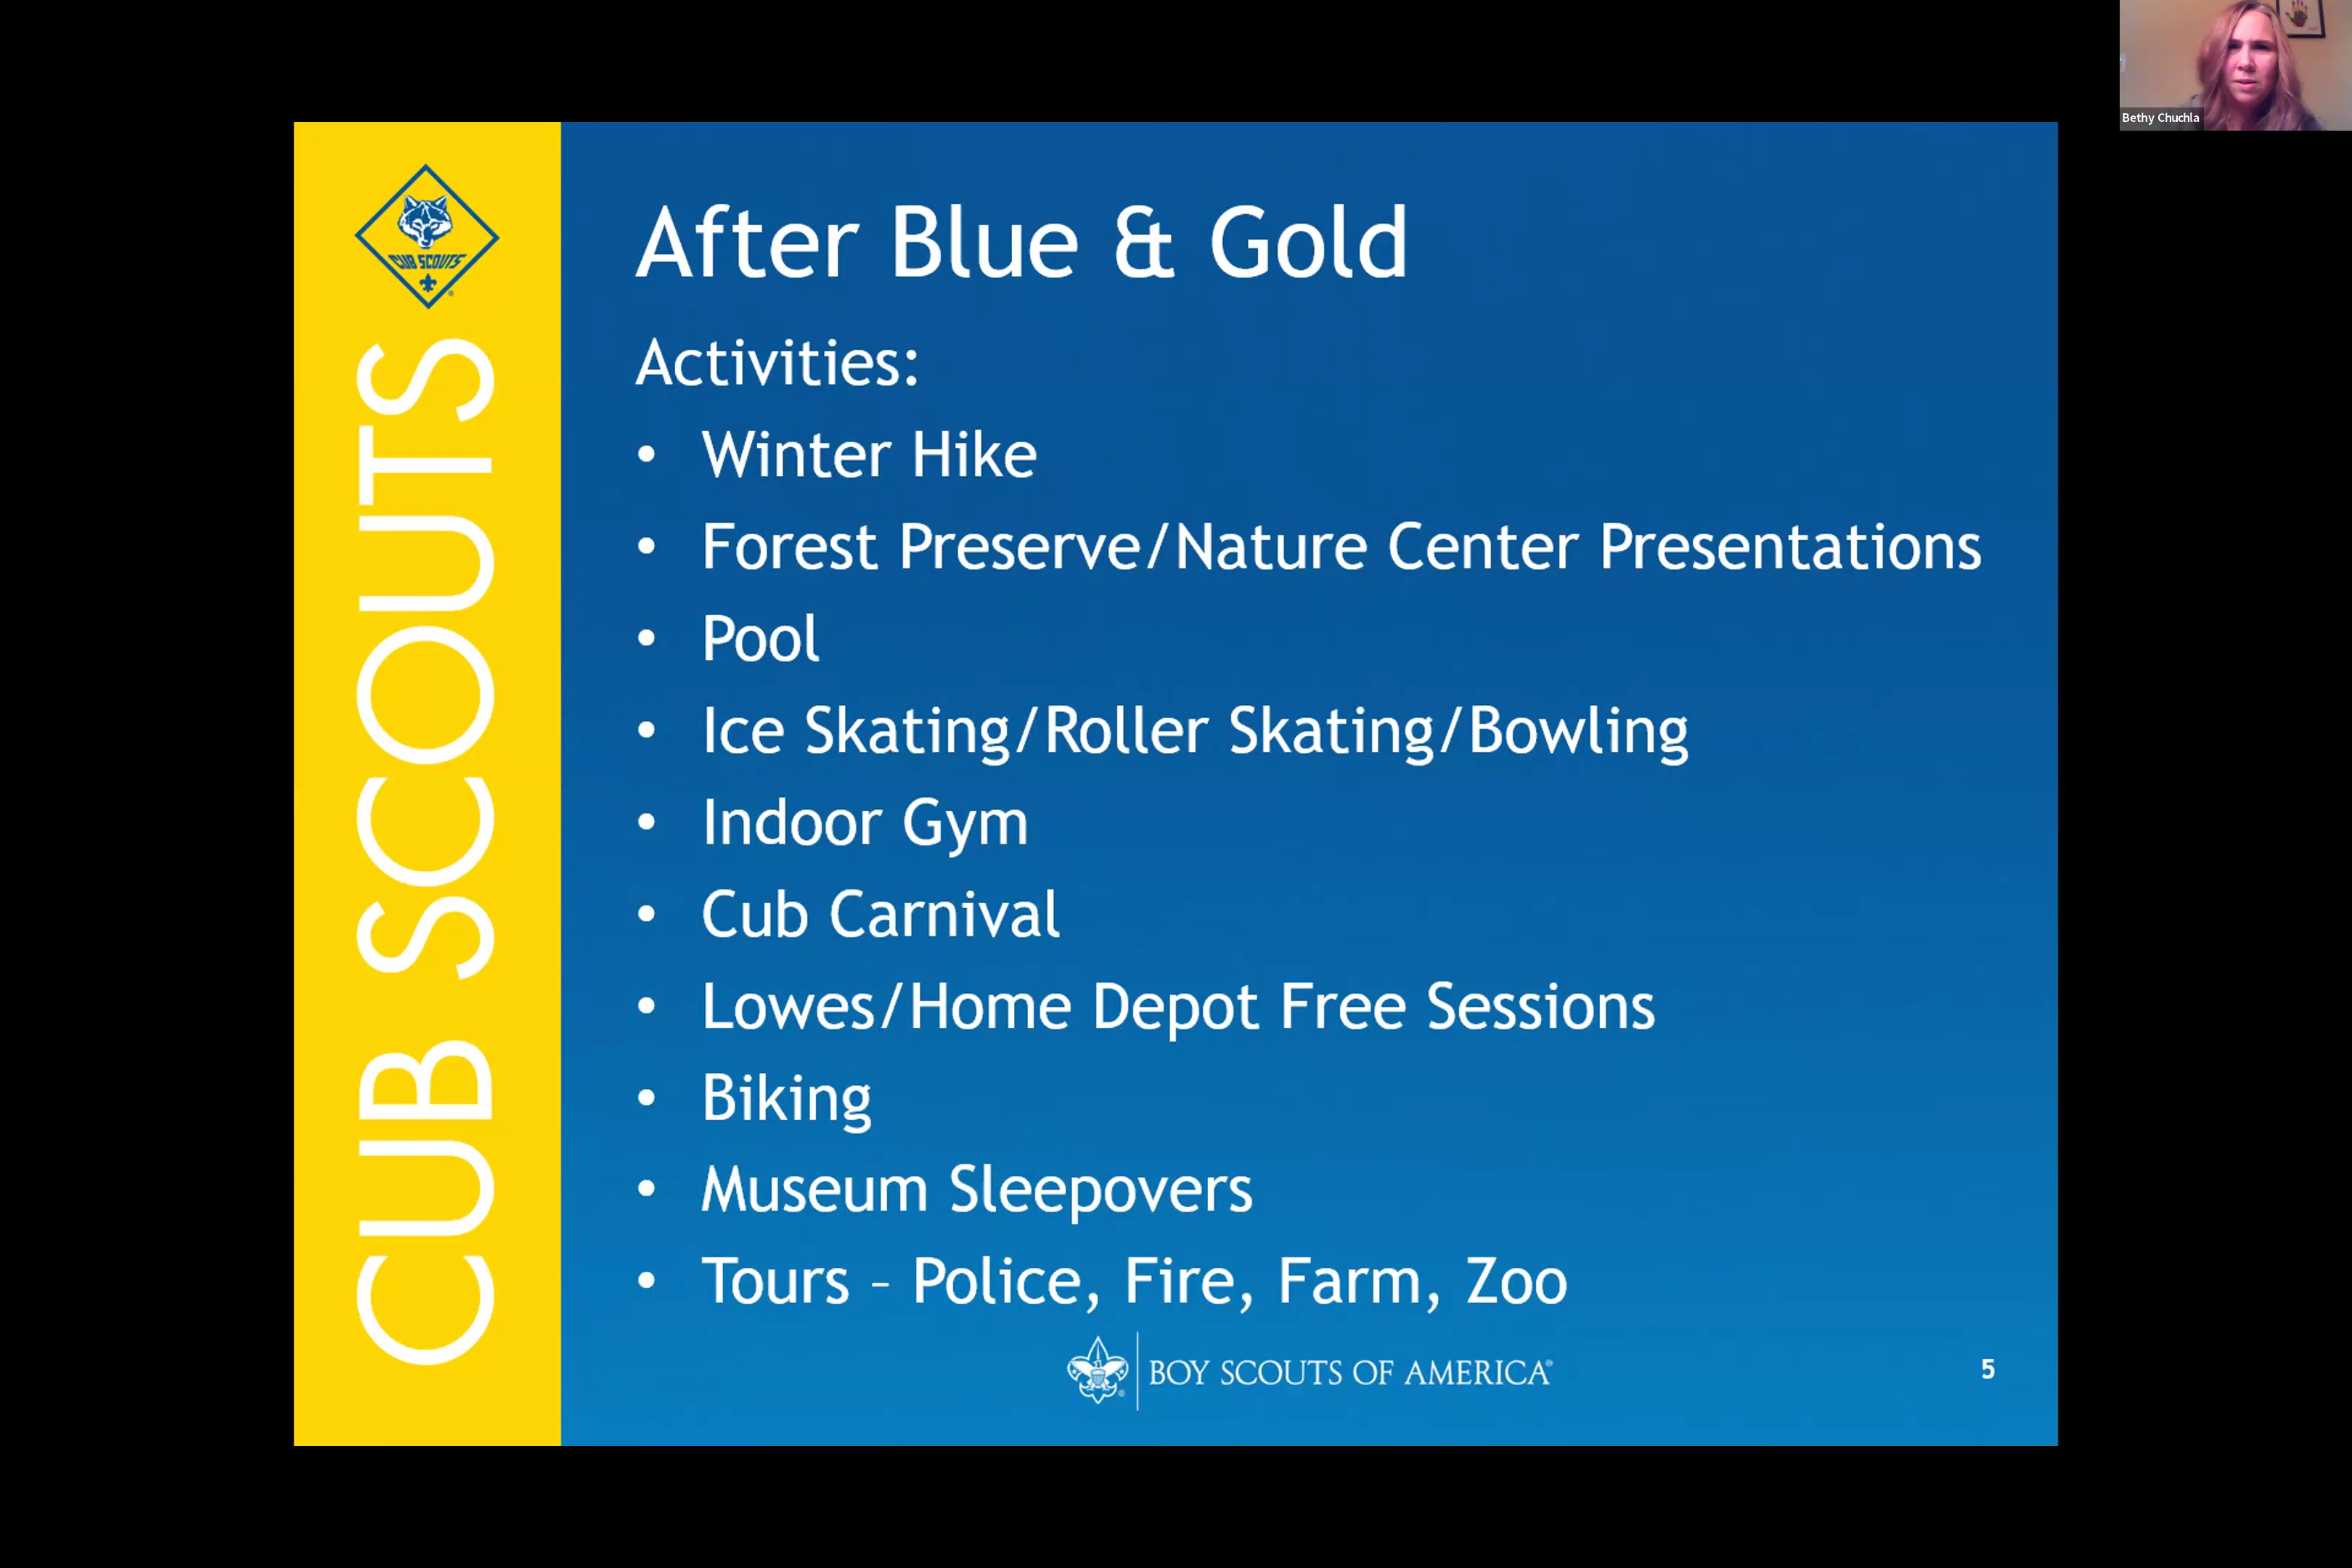 Bethy Chuchla
CUB SCOUTS
CUB SCOUTS
After Blue & Gold
Activities:
• Winter Hike
• Forest Preserve/Nature Center Presentations
• Pool
• Ice Skating/Roller Skating/Bowling
• Indoor Gym
• Cub Carnival
• Lowes/Home Depot Free Sessions
• Biking
• Museum Sleepovers
• Tours – Police, Fire, Farm, Zoo
BOY SCOUTS OF AMERICA®
5